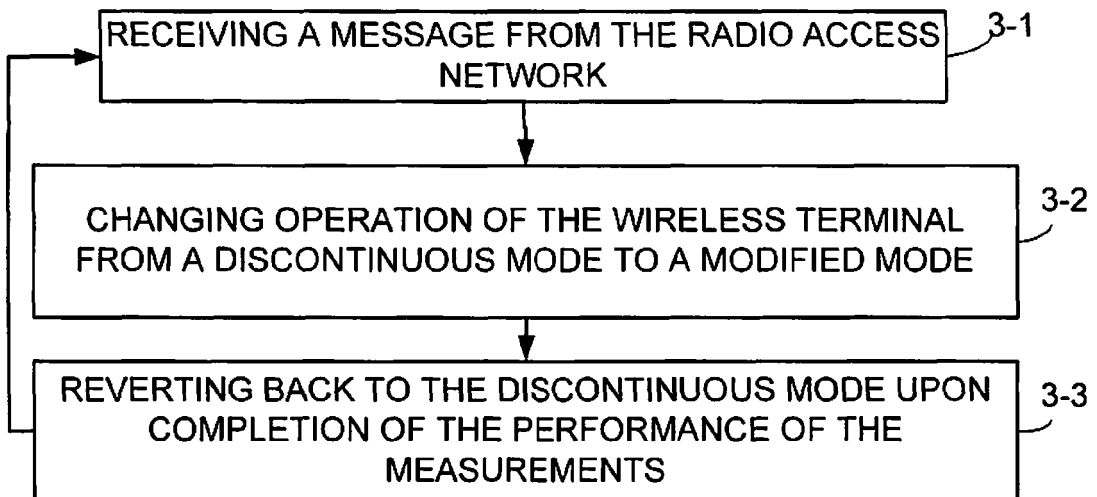 RECEIVING A MESSAGE FROM THE RADIO ACCESS
NETWORK
3-1
CHANGING OPERATION OF THE WIRELESS TERMINAL
FROM A DISCONTINUOUS MODE TO A MODIFIED MODE
3-2
REVERTING BACK TO THE DISCONTINUOUS MODE UPON
COMPLETION OF THE PERFORMANCE OF THE
MEASUREMENTS
3-3